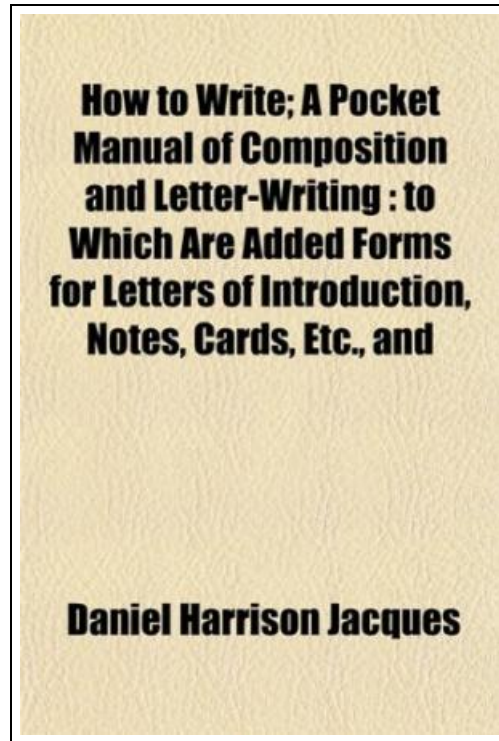 How to Write; A Pocket
Manual of Composition
and Letter-Writing : to
Which Are Added Forms
for Letters of Introduction,
Notes, Cards, Etc., and
Daniel Harrison Jacques